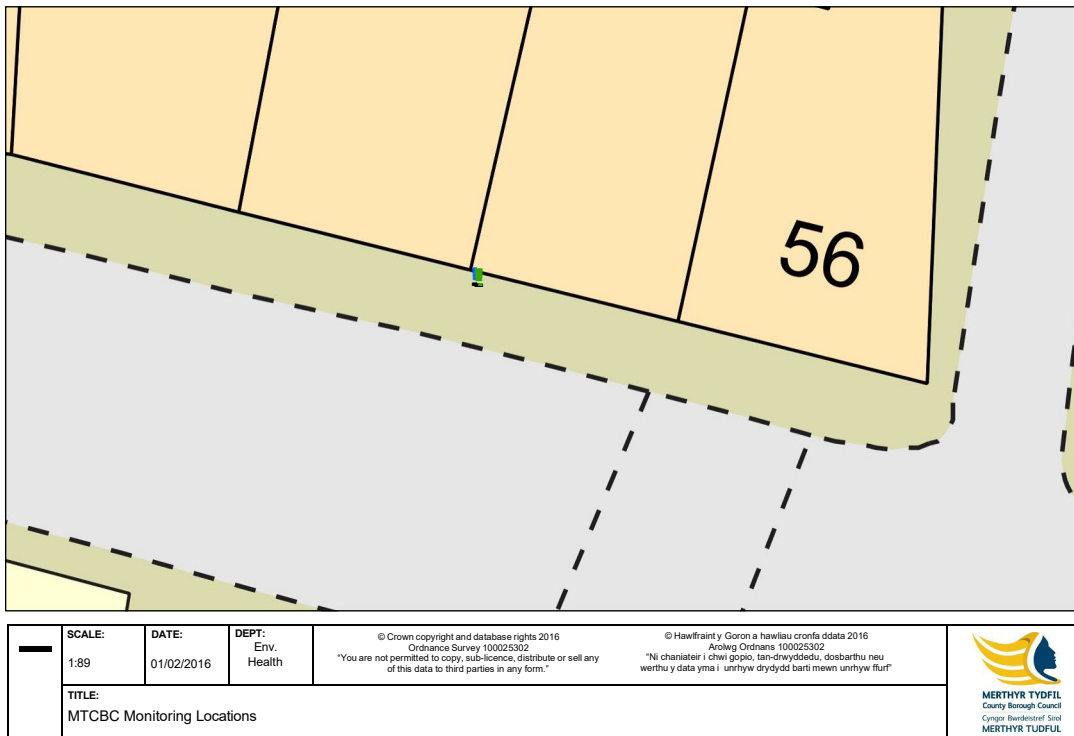 56
SCALE:
1:89
DATE:
01/02/2016
DEPT:
Env.
Health
© Crown copyright and database rights 2016
Ordnance Survey 100025302
"You are not permitted to copy, sub-licence, distribute or sell any
of this data to third parties in any form."
© Hawlfraint y Goron a hawliau cronfa ddata 2016
Arolwg Ordnans 100025302
"Ni chaniateir i chwi gopio, tan-drwyddedu, dosbarthu neu
werthu y data yma i unrhyw drydydd barti mewn unrhyw ffurf"
TITLE:
MTCBC Monitoring Locations
MERTHYR TYDFIL
County Borough Council
Cyngor Bwrdeistref Sirol
MERTHYR TUDFUL